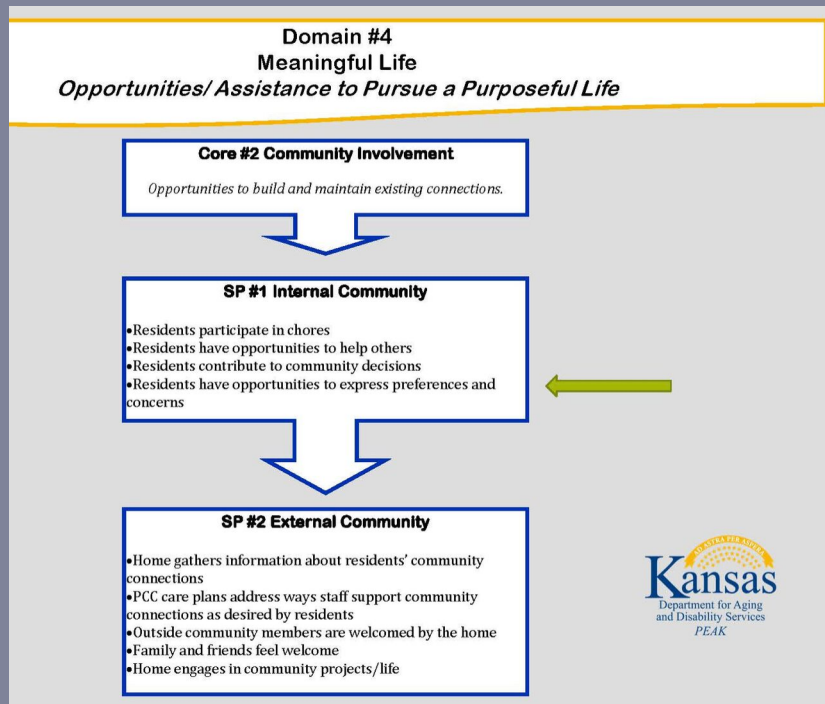 Domain #4
Meaningful Life
Opportunities/ Assistance to Pursue a Purposeful Life
Core #2 Community Involvement
Opportunities to build and maintain existing connections.
SP #1 Internal Community
•Residents participate in chores
•Residents have opportunities to help others
•Residents contribute to community decisions
•Residents have opportunities to express preferences and
concerns
SP #2 External Community
•Home gathers information about residents' community
connections
•PCC care plans address ways staff support community
connections as desired by residents
•Outside community members are welcomed by the home
•Family and friends feel welcome
•Home engages in community projects/life
AD ASTRA PER ASPERA
Kansas
Department for Aging
and Disability Services
PEAK